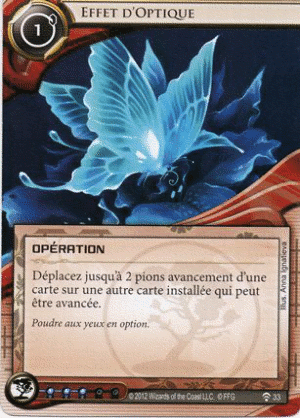 EFFET D'OPTIQUE
1
OPÉRATION
Déplacez jusqu'à 2 pions avancement d'une
carte sur une autre carte installée qui peut
être avancée.
Poudre aux yeux en option.
Illus. Anna Ignatieva
© 2012 Wizards of the Coast LLC. © FFG
33